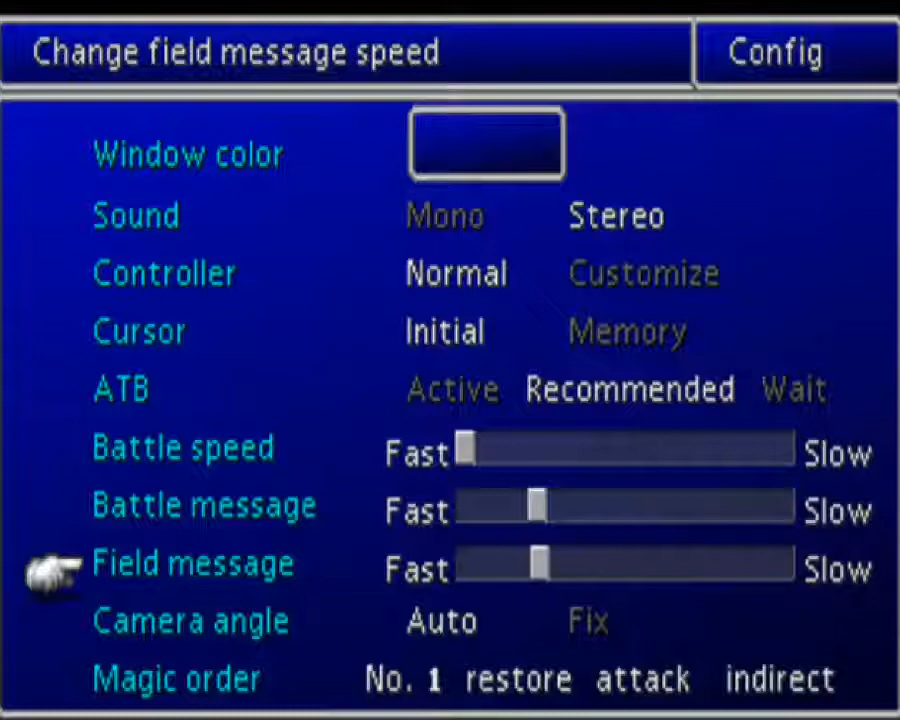 Change field message speed Config
Window color
Sound Mono Stereo
Controller Normal Customize
Cursor Initial Memory
ATB Active Recommended Wait
Battle speed Fast Slow
Battle message Fast Slow
Field message Fast Slow
Camera angle Auto Fix
Magic order No. 1 restore attack indirect